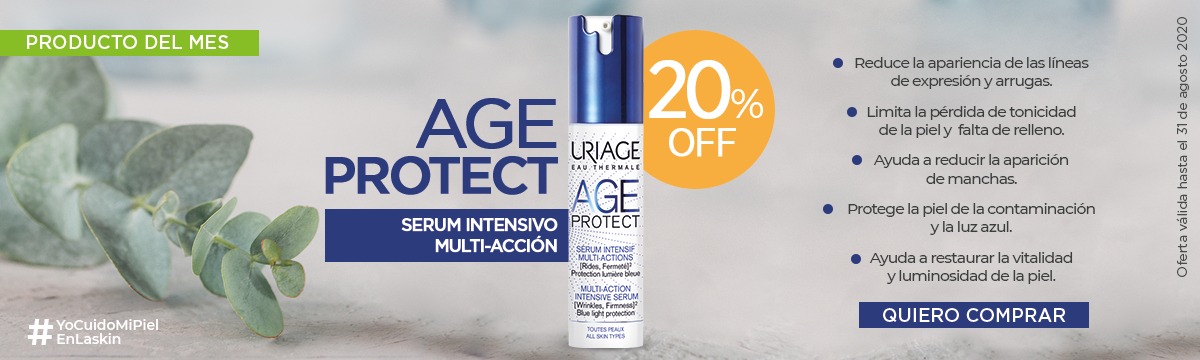 PRODUCTO DEL MES
AGE
PROTECT
SERUM INTENSIVO
MULTI-ACCIÓN
#YoCuidoMiPiel
EnLaskin
URIAGE
EAU THERMALE
AGE
PROTECT
SÉRUM INTENSIF
MULTI-ACTIONS
[Rides, Fermeté]²
Protection lumière bleue
MULTI-ACTION
INTENSIVE SERUM
[Wrinkles, Firmness]²
Blue light protection
TOUTES PEAUX
ALL SKIN TYPES
20%
OFF
Reduce la apariencia de las líneas
de expresión y arrugas.
Limita la pérdida de tonicidad
de la piel y falta de relleno.
Ayuda a reducir la aparición
de manchas.
Protege la piel de la contaminación
y la luz azul.
Ayuda a restaurar la vitalidad
y luminosidad de la piel.
QUIERO COMPRAR
Oferta válida hasta el 31 de agosto 2020